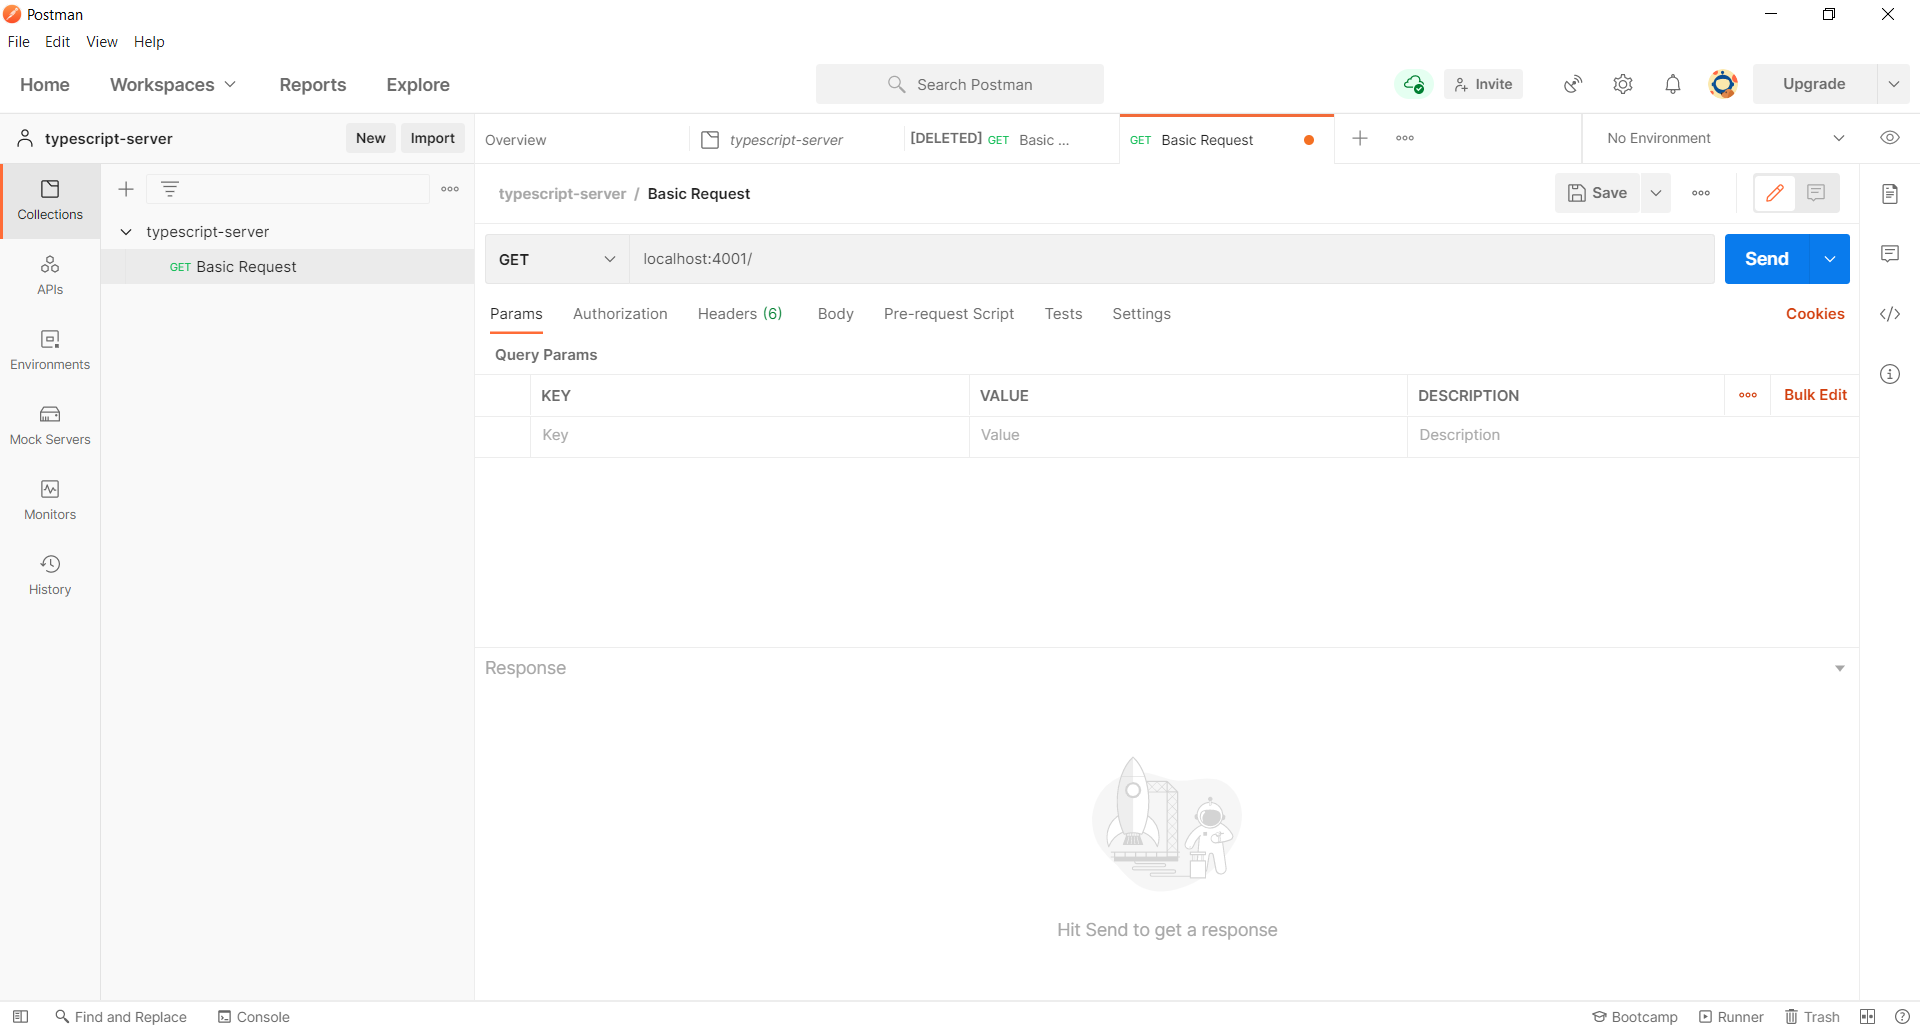 Postman
File Edit View Help
Home Workspaces Reports Explore Search Postman Invite Upgrade
typescript-server New Import Overview typescript-server [DELETED] GET Basic ... GET Basic Request No Environment
Collections
typescript-server / Basic Request Save
typescript-server
GET Basic Request
GET localhost:4001/ Send
APIs
Params Authorization Headers (6) Body Pre-request Script Tests Settings Cookies
Environments
Query Params
KEY VALUE DESCRIPTION Bulk Edit
Key Value Description
Mock Servers
Monitors
History
Response
Hit Send to get a response
Find and Replace Console Bootcamp Runner Trash